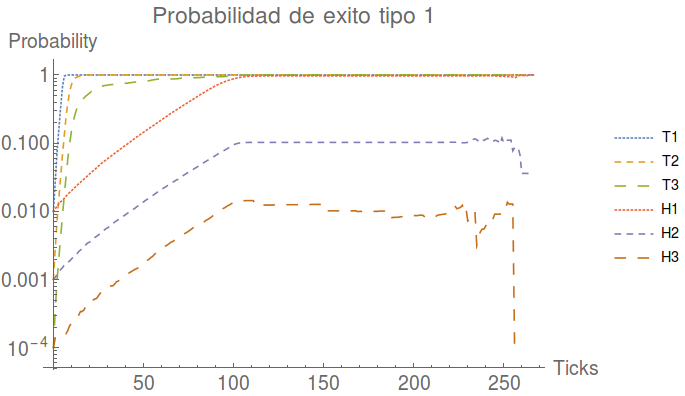 Probabilidad de exito tipo 1
Probability
1
0.100
0.010
0.001
10⁻⁴
50 100 150 200 250
Ticks
T1
T2
T3
H1
H2
H3